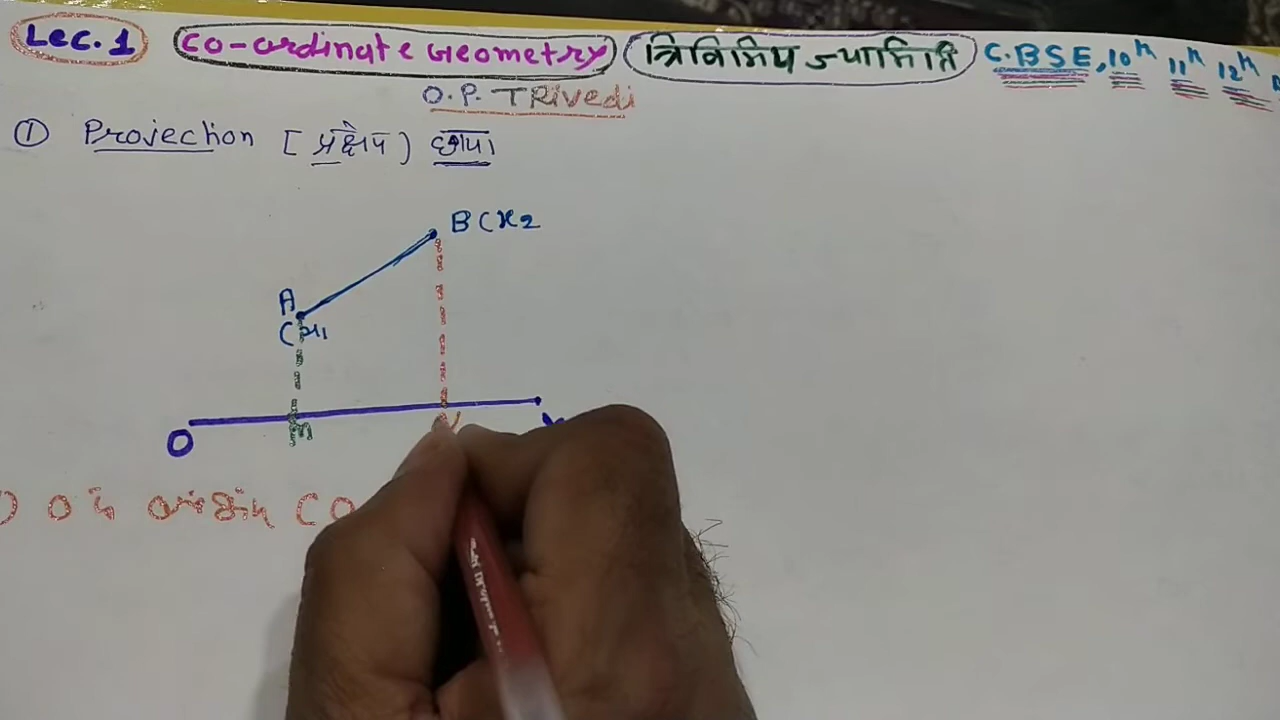 Lec.1 Co-ordinate Geometry (त्रिविमिय ज्यामिति) C.BSE, 10th 11th 12th
O.P. TRivedi
① Projection [प्रक्षेप) छाया
B(x2
A
(x1
O M
O